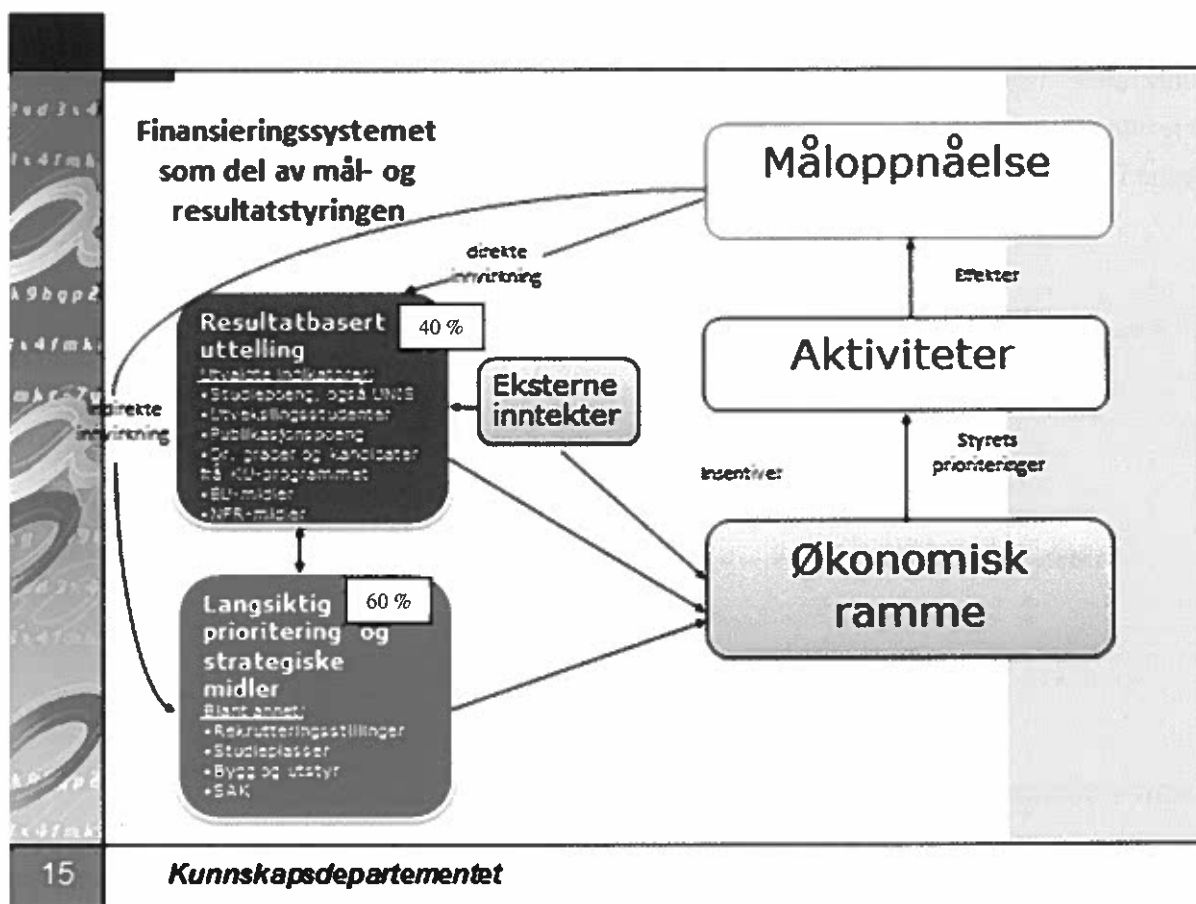 Finansieringssystemet
som del av mål- og
resultatstyringen
Måloppnåelse
direkte
innvirkning
Effekter
Resultatbasert
uttelling
40 %
Utvalgte indikatorer:
•Studiepoeng, også UNIS
•Utvekslingsstudenter
•Publikasjonspoeng
•Dr. grader og kandidater
frå KU-programmet
•EU-midler
•NFR-midler
Eksterne
inntekter
Aktiviteter
indirekte
innvirkning
Styrets
prioriteringer
Insentiver
Langsiktig
prioritering og
strategiske
midler
60 %
Blant annet:
•Rekrutteringsstillinger
•Studieplasser
•Bygg og utstyr
•SAK
Økonomisk
ramme
15
Kunnskapsdepartementet